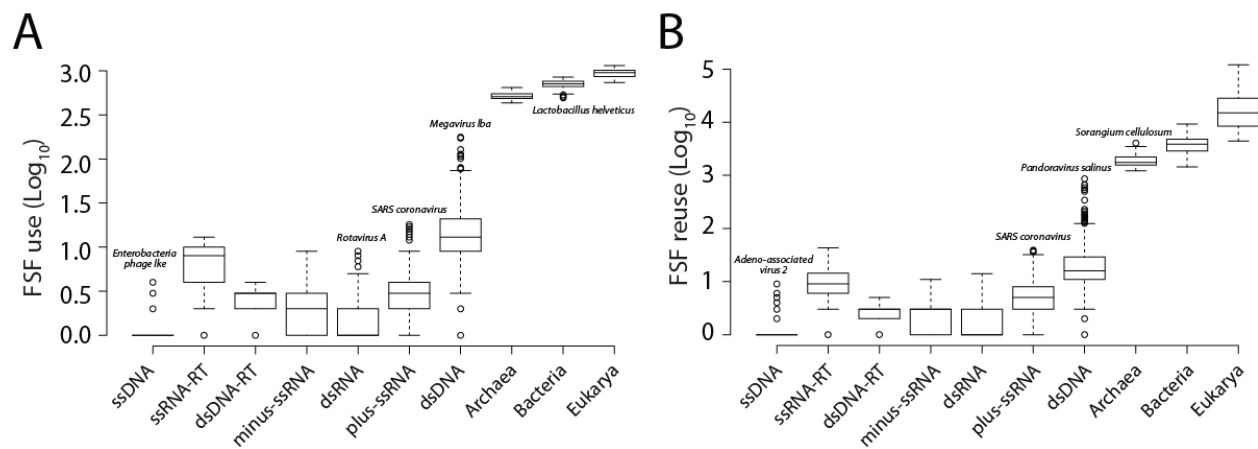 A
FSF use (Log10)
3.0
2.5
2.0
1.5
1.0
0.5
0.0
Enterobacteria
phage Ike
Rotavirus A
SARS coronavirus
Megavirus lba
Lactobacillus helveticus
ssDNA
ssRNA-RT
dsDNA-RT
minus-ssRNA
dsRNA
plus-ssRNA
dsDNA
Archaea
Bacteria
Eukarya
B
FSF reuse (Log10)
5
4
3
2
1
0
Adeno-associated
virus 2
SARS coronavirus
Pandoravirus salinus
Sorangium cellulosum
ssDNA
ssRNA-RT
dsDNA-RT
minus-ssRNA
dsRNA
plus-ssRNA
dsDNA
Archaea
Bacteria
Eukarya